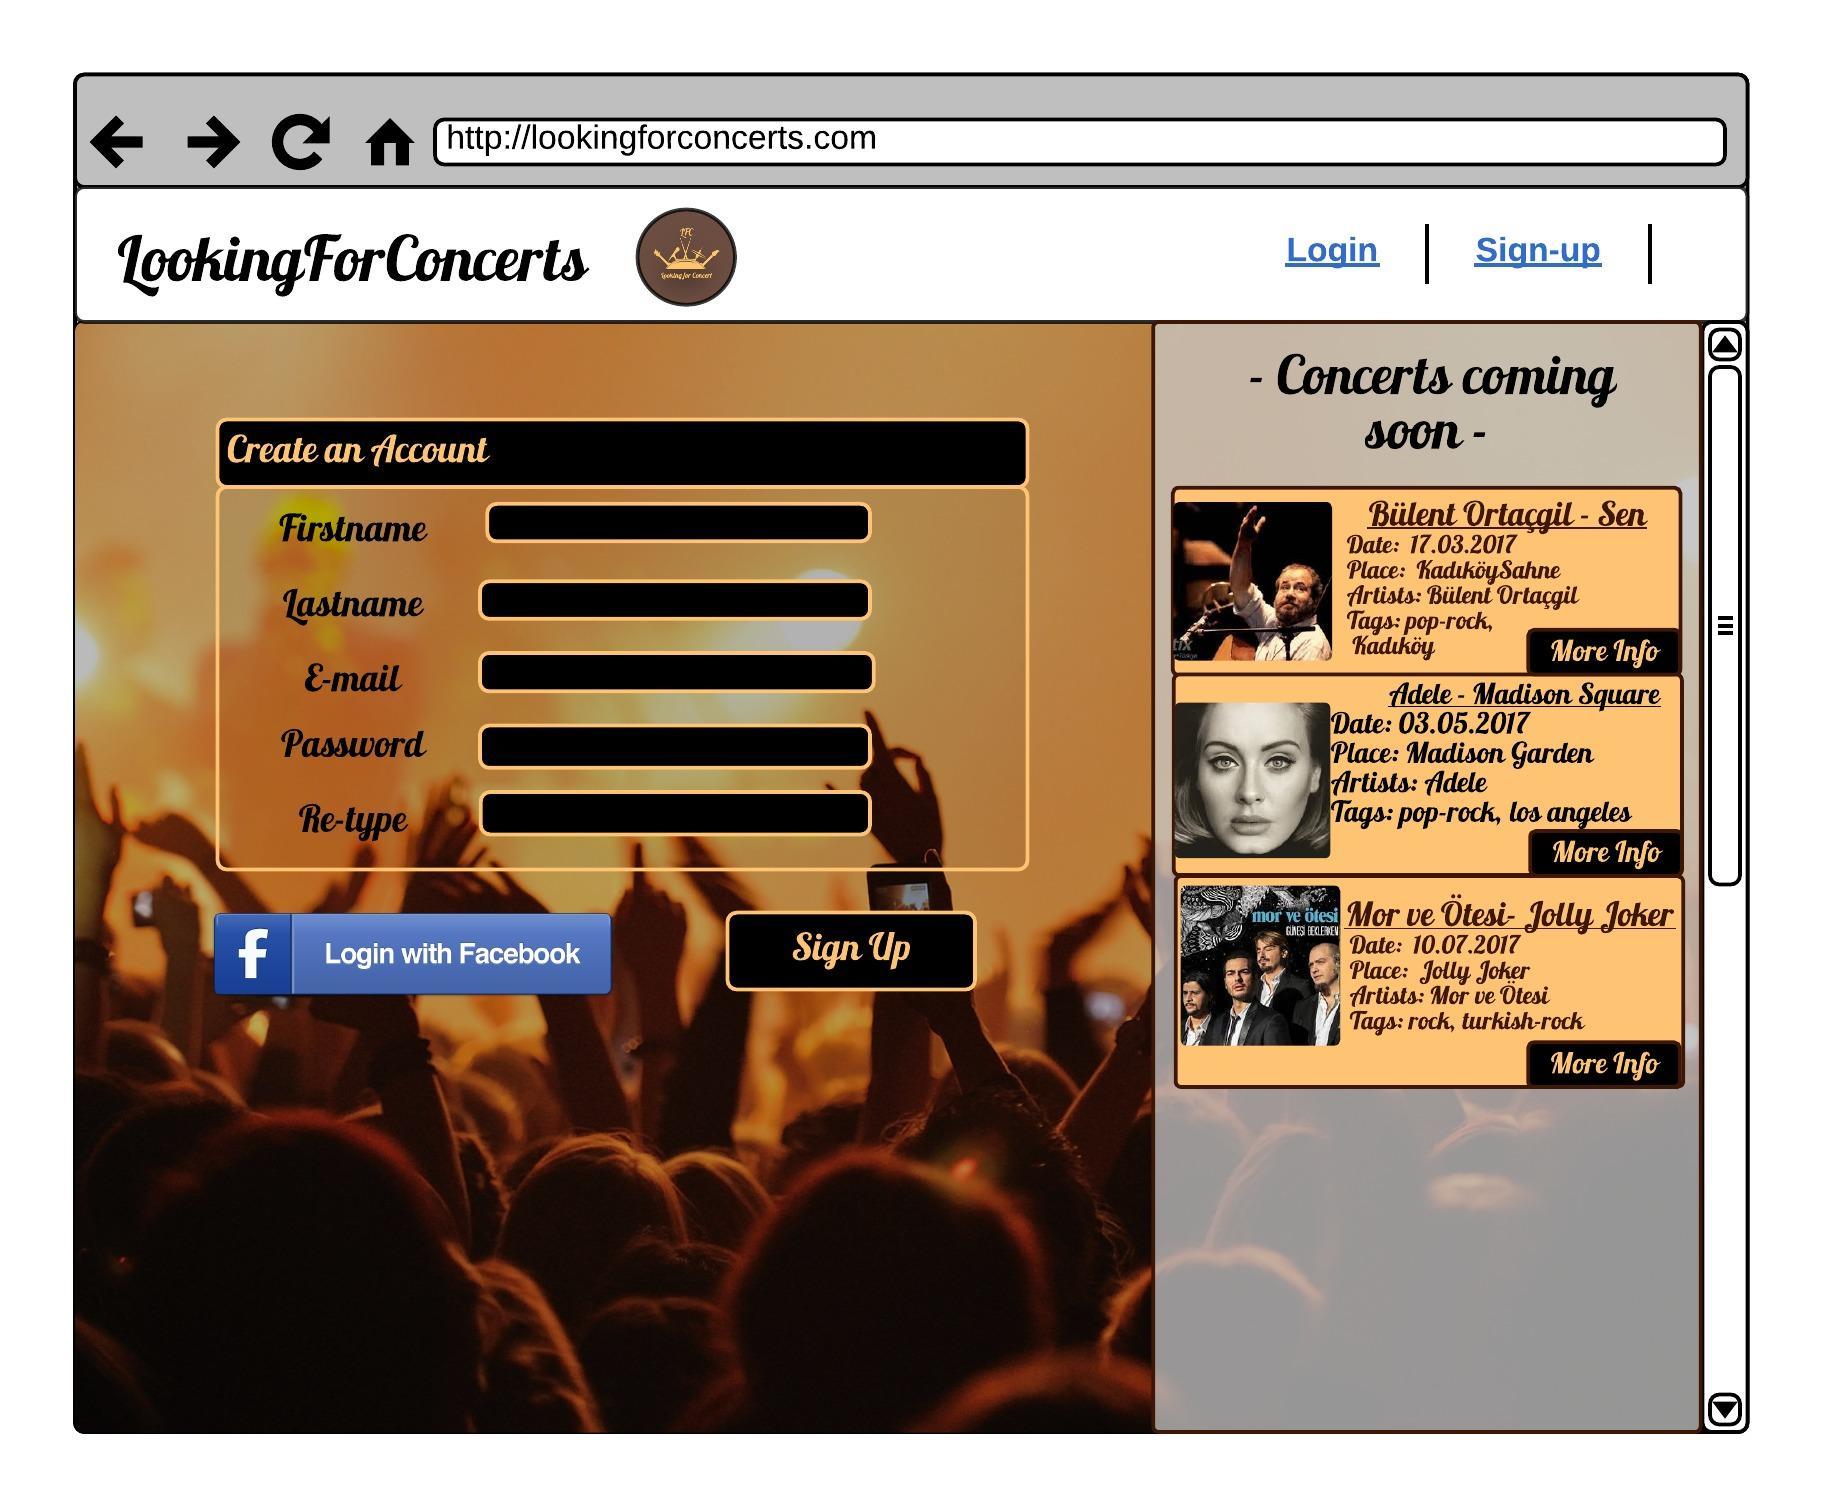 http://lookingforconcerts.com
LookingForConcerts
LFC
Looking for Concert
Login
Sign-up
Create an Account
Firstname
Lastname
E-mail
Password
Re-type
Login with Facebook
Sign Up
- Concerts coming
soon -
Bülent Ortaçgil - Sen
Date: 17.03.2017
Place: KadıköySahne
Artists: Bülent Ortaçgil
Tags: pop-rock,
Kadıköy
More Info
Adele - Madison Square
Date: 03.05.2017
Place: Madison Garden
Artists: Adele
Tags: pop-rock, los angeles
More Info
mor ve ötesi
GÜNEŞİ BEKLERKEN
Mor ve Ötesi- Jolly Joker
Date: 10.07.2017
Place: Jolly Joker
Artists: Mor ve Ötesi
Tags: rock, turkish-rock
More Info